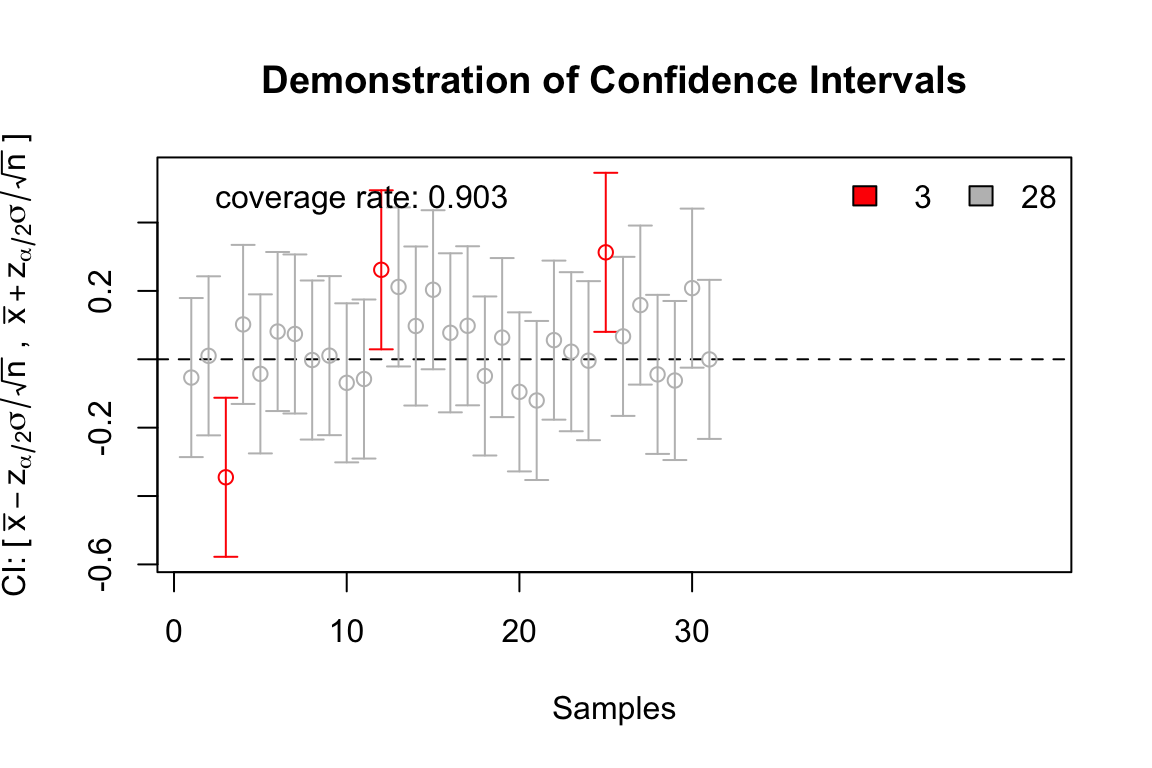 Demonstration of Confidence Intervals
CI: [ x̅ − z_{α/2}σ/√n , x̅ + z_{α/2}σ/√n ]
coverage rate: 0.903
3 28
0.2
-0.2
-0.6
0 10 20 30
Samples